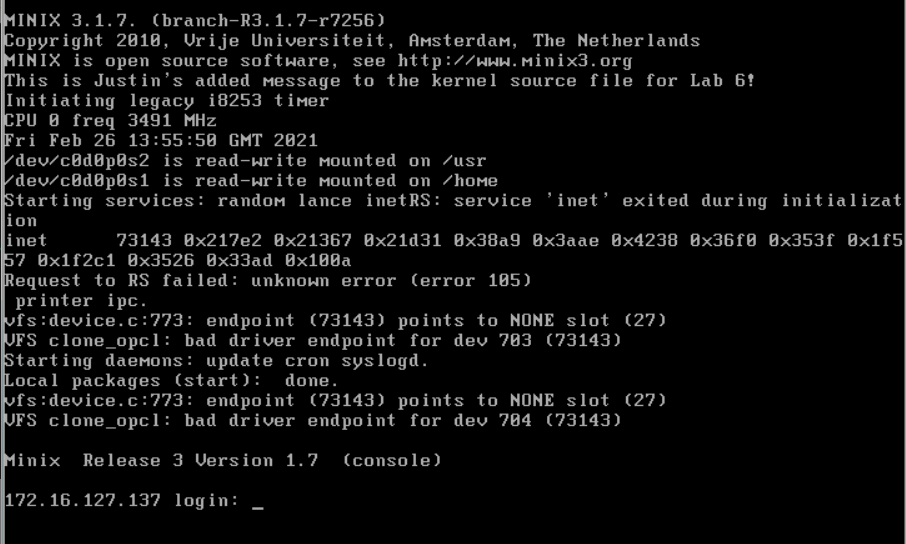 MINIX 3.1.7. (branch-R3.1.7-r7256)
Copyright 2010, Vrije Universiteit, Amsterdam, The Netherlands
MINIX is open source software, see http://www.minix3.org
This is Justin's added message to the kernel source file for Lab 6!
Initiating legacy i8253 timer
CPU 0 freq 3491 MHz
Fri Feb 26 13:55:50 GMT 2021
/dev/c0d0p0s2 is read-write mounted on /usr
/dev/c0d0p0s1 is read-write mounted on /home
Starting services: random lance inetRS: service 'inet' exited during initializat
ion
inet 73143 0x217e2 0x21367 0x21d31 0x38a9 0x3aae 0x4238 0x36f0 0x353f 0x1f5
57 0x1f2c1 0x3526 0x33ad 0x100a
Request to RS failed: unknown error (error 105)
printer ipc.
vfs:device.c:773: endpoint (73143) points to NONE slot (27)
VFS clone_opcl: bad driver endpoint for dev 703 (73143)
Starting daemons: update cron syslogd.
Local packages (start): done.
vfs:device.c:773: endpoint (73143) points to NONE slot (27)
VFS clone_opcl: bad driver endpoint for dev 704 (73143)
Minix Release 3 Version 1.7 (console)
172.16.127.137 login: _